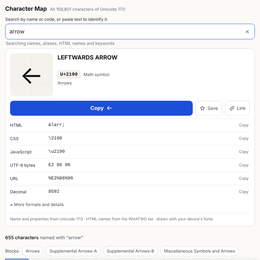 Character Map All 159,801 characters of Unicode 17.0
Search by name or code, or paste text to identify it
arrow ×
Searching names, aliases, HTML names and keywords
←
LEFTWARDS ARROW
U+2190 Math symbol
Arrows
Copy ←
Save
Link
HTML &larr; Copy
CSS \2190 Copy
JavaScript \u2190 Copy
UTF-8 bytes E2 86 90 Copy
URL %E2%86%90 Copy
Decimal 8592 Copy
+ More formats and details
Name and properties from Unicode 17.0 · HTML names from the WHATWG list · drawn with your device's fonts.
655 characters named with "arrow"
Blocks: Arrows Supplemental Arrows-A Supplemental Arrows-B Miscellaneous Symbols and Arrows